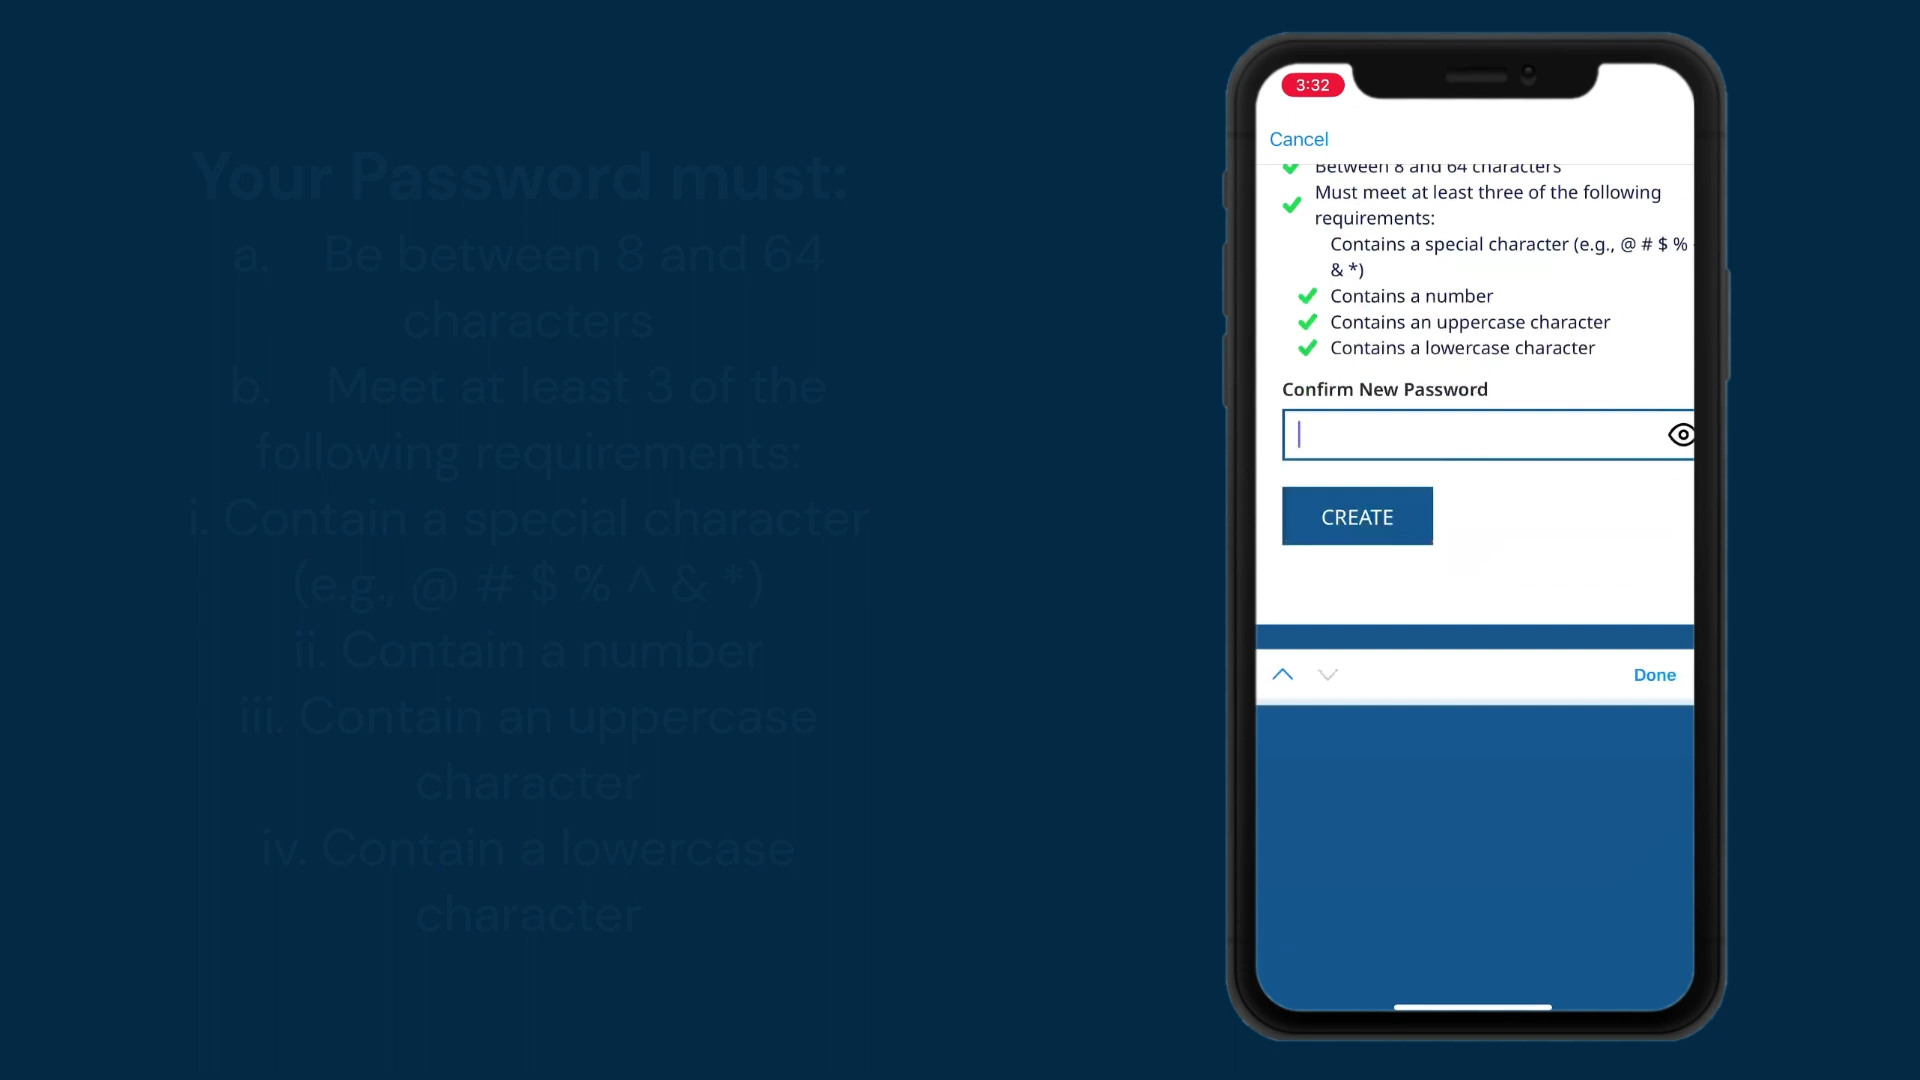 Your Password must:
a. Be between 8 and 64
characters
b. Meet at least 3 of the
following requirements:
i. Contain a special character
(e.g., @ # $ % ^ & *)
ii. Contain a number
iii. Contain an uppercase
character
iv. Contain a lowercase
character
3:32
Cancel
Between 8 and 64 characters
Must meet at least three of the following
requirements:
Contains a special character (e.g., @ # $ %
& *)
Contains a number
Contains an uppercase character
Contains a lowercase character
Confirm New Password
CREATE
Done